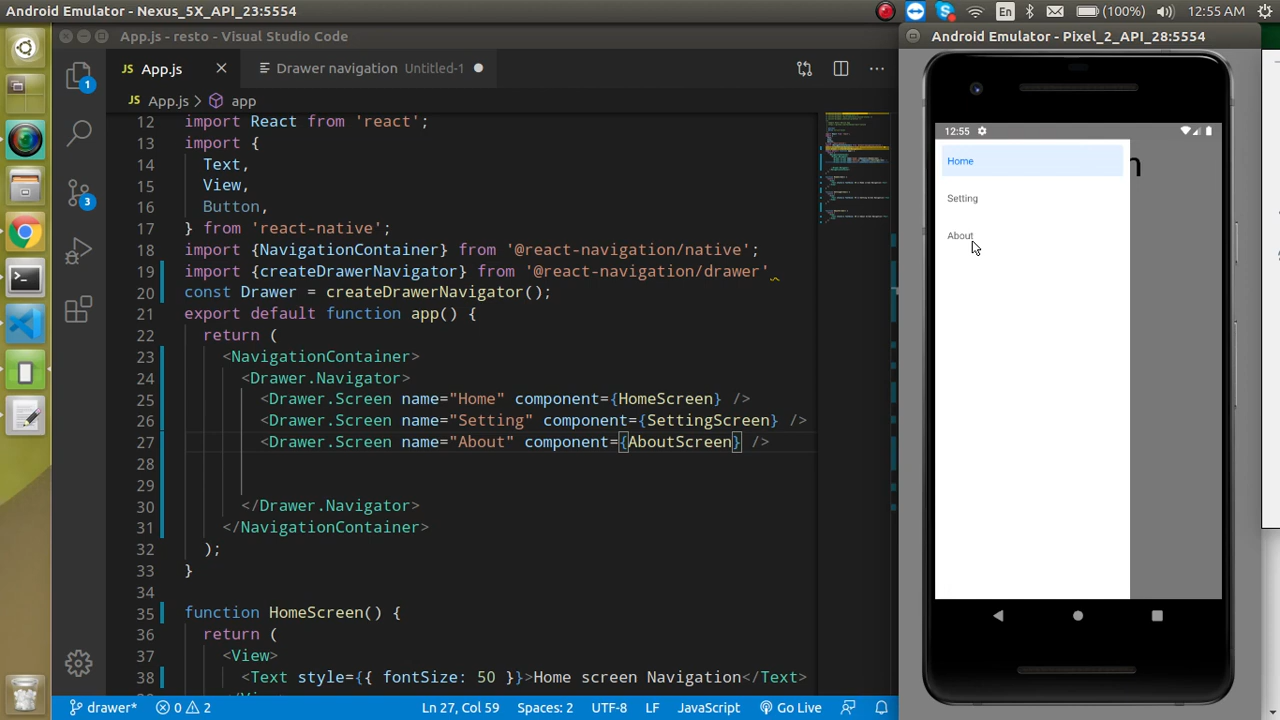 Android Emulator - Nexus_5X_API_23:5554
En
(100%)
12:55 AM
App.js - resto - Visual Studio Code
Android Emulator - Pixel_2_API_28:5554
JS App.js
Drawer navigation Untitled-1
JS App.js > app
1
3
12 import React from 'react';
13 import {
14 Text,
15 View,
16 Button,
17 } from 'react-native';
18 import {NavigationContainer} from '@react-navigation/native';
19 import {createDrawerNavigator} from '@react-navigation/drawer'
20 const Drawer = createDrawerNavigator();
21 export default function app() {
22 return (
23 <NavigationContainer>
24 <Drawer.Navigator>
25 <Drawer.Screen name="Home" component={HomeScreen} />
26 <Drawer.Screen name="Setting" component={SettingScreen} />
27 <Drawer.Screen name="About" component={AboutScreen} />
28
29
30 </Drawer.Navigator>
31 </NavigationContainer>
32 );
33 }
34
35 function HomeScreen() {
36 return (
37 <View>
38 <Text style={{ fontSize: 50 }}>Home screen Navigation</Text>
12:55
Home
n
Setting
About
drawer*
0
2
Ln 27, Col 59
Spaces: 2
UTF-8
LF
JavaScript
Go Live